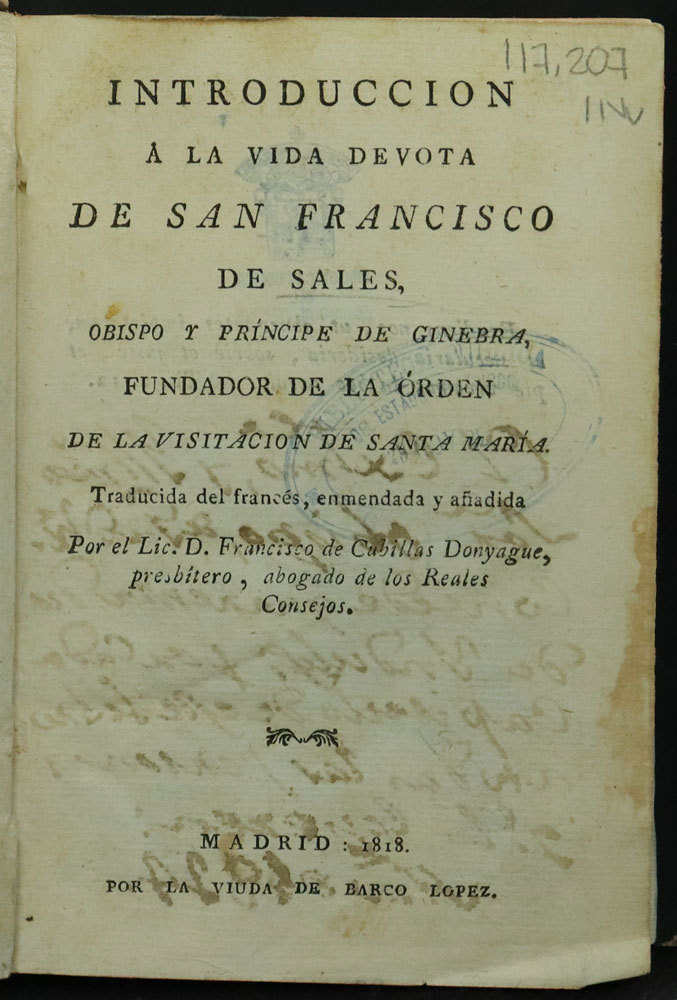 117,207
INTRODUCCION
Á LA VIDA DEVOTA
DE SAN FRANCISCO
DE SALES,
OBISPO Y PRÍNCIPE DE GINEBRA,
FUNDADOR DE LA ÓRDEN
DE LA VISITACION DE SANTA MARÍA.
Traducida del francés, enmendada y añadida
Por el Lic. D. Francisco de Cubillas Donyague,
presbítero, abogado de los Reales
Consejos.
MADRID: 1818.
POR LA VIUDA DE BARCO LOPEZ.